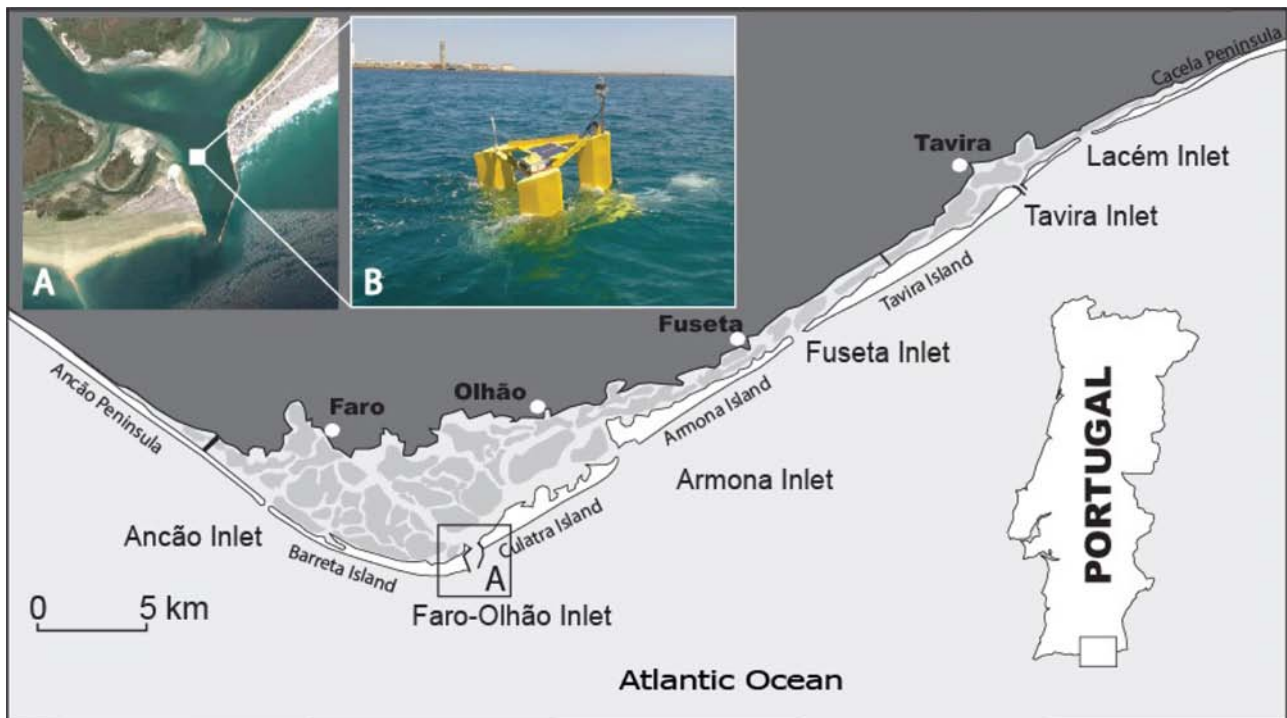 A
B
Cacela Peninsula
Tavira
Lacém Inlet
Tavira Inlet
Tavira Island
Fuseta
Fuseta Inlet
Ancão Peninsula
Olhão
Faro
Armona Island
Armona Inlet
Ancão Inlet
Culatra Island
Barreta Island
A
0 5 km
Faro-Olhão Inlet
PORTUGAL
Atlantic Ocean